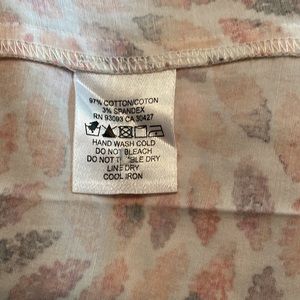 97% COTTON/COTON
3% SPANDEX
RN 93093 CA 30427
HAND WASH COLD
DO NOT BLEACH
DO NOT DRY
LINE DRY
COOL IRON